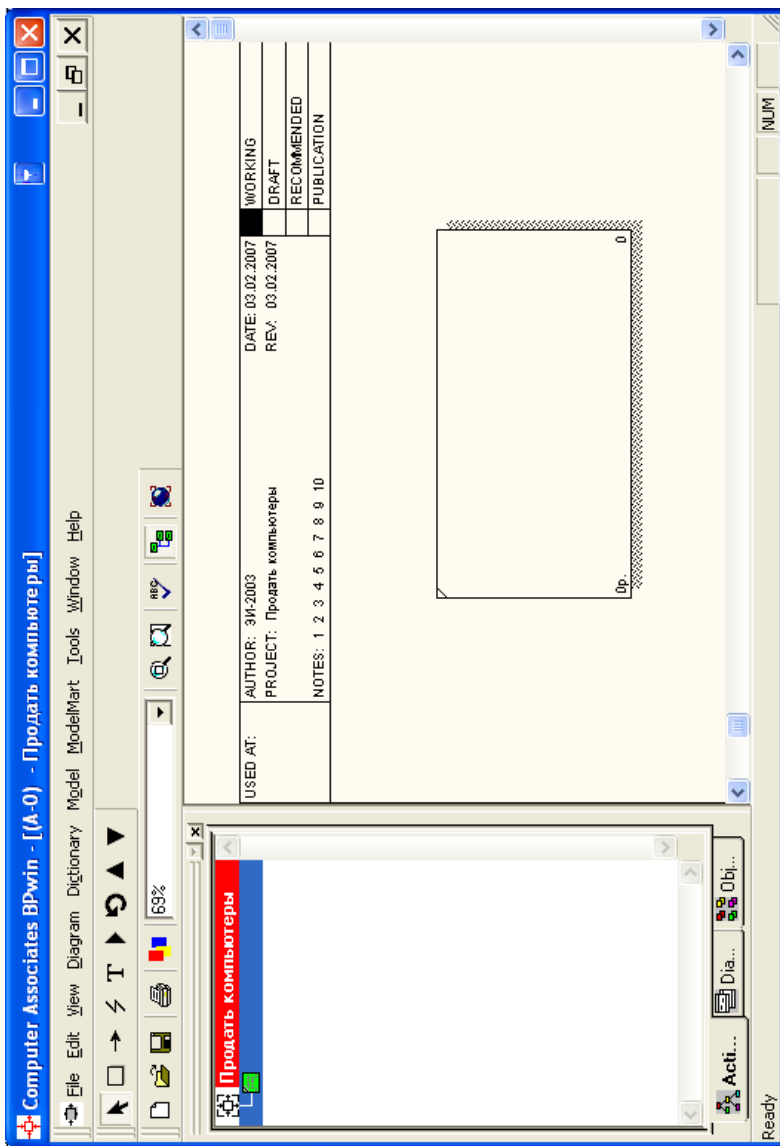 Computer Associates BPwin - [(A-0) - Продать компьютеры]
File Edit View Diagram Dictionary Model ModelMart Tools Window Help
T
69%
ABC
Продать компьютеры
Acti... Dia... Obj...
USED AT:
AUTHOR: ЭИ-2003
DATE: 03.02.2007
WORKING
PROJECT: Продать компьютеры
REV: 03.02.2007
DRAFT
RECOMMENDED
NOTES: 1 2 3 4 5 6 7 8 9 10
PUBLICATION
0р. 0
Ready
NUM